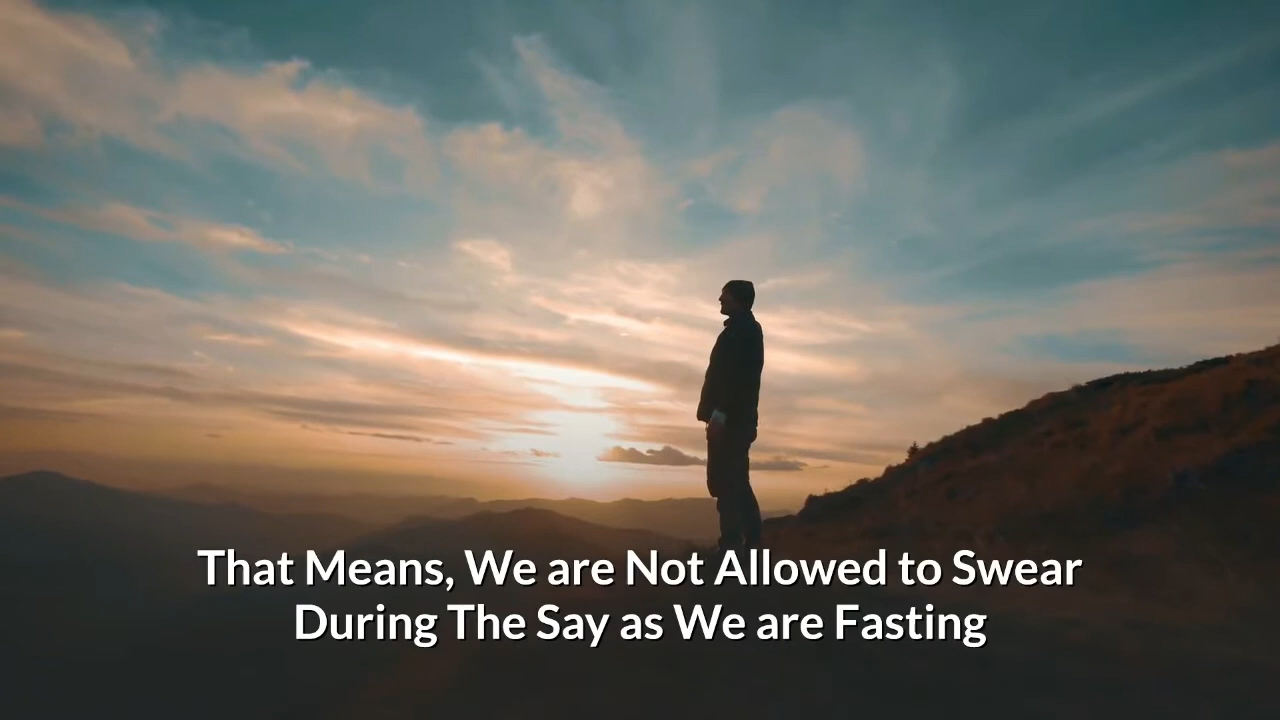 That Means, We are Not Allowed to Swear
During The Say as We are Fasting